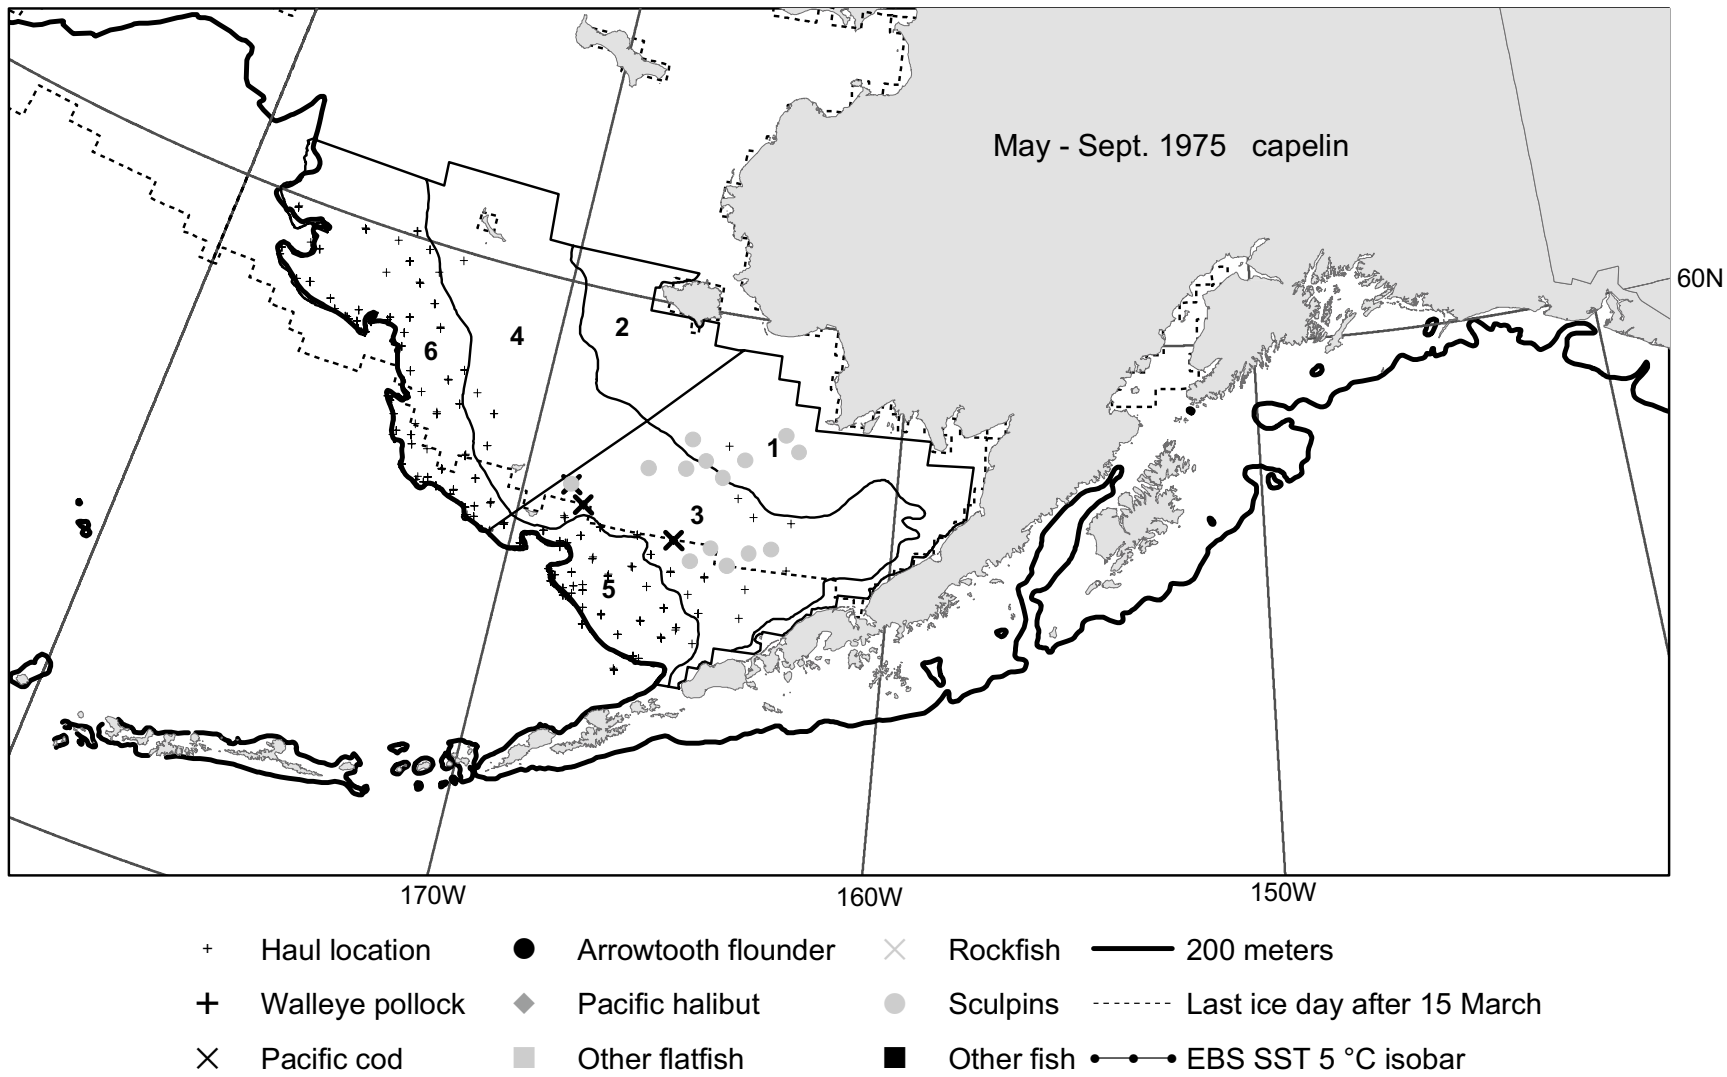 May - Sept. 1975 capelin
60N
2
4
6
1
3
5
170W
160W
150W
Haul location
Arrowtooth flounder
Rockfish
200 meters
Walleye pollock
Pacific halibut
Sculpins
Last ice day after 15 March
Pacific cod
Other flatfish
Other fish
EBS SST 5 °C isobar